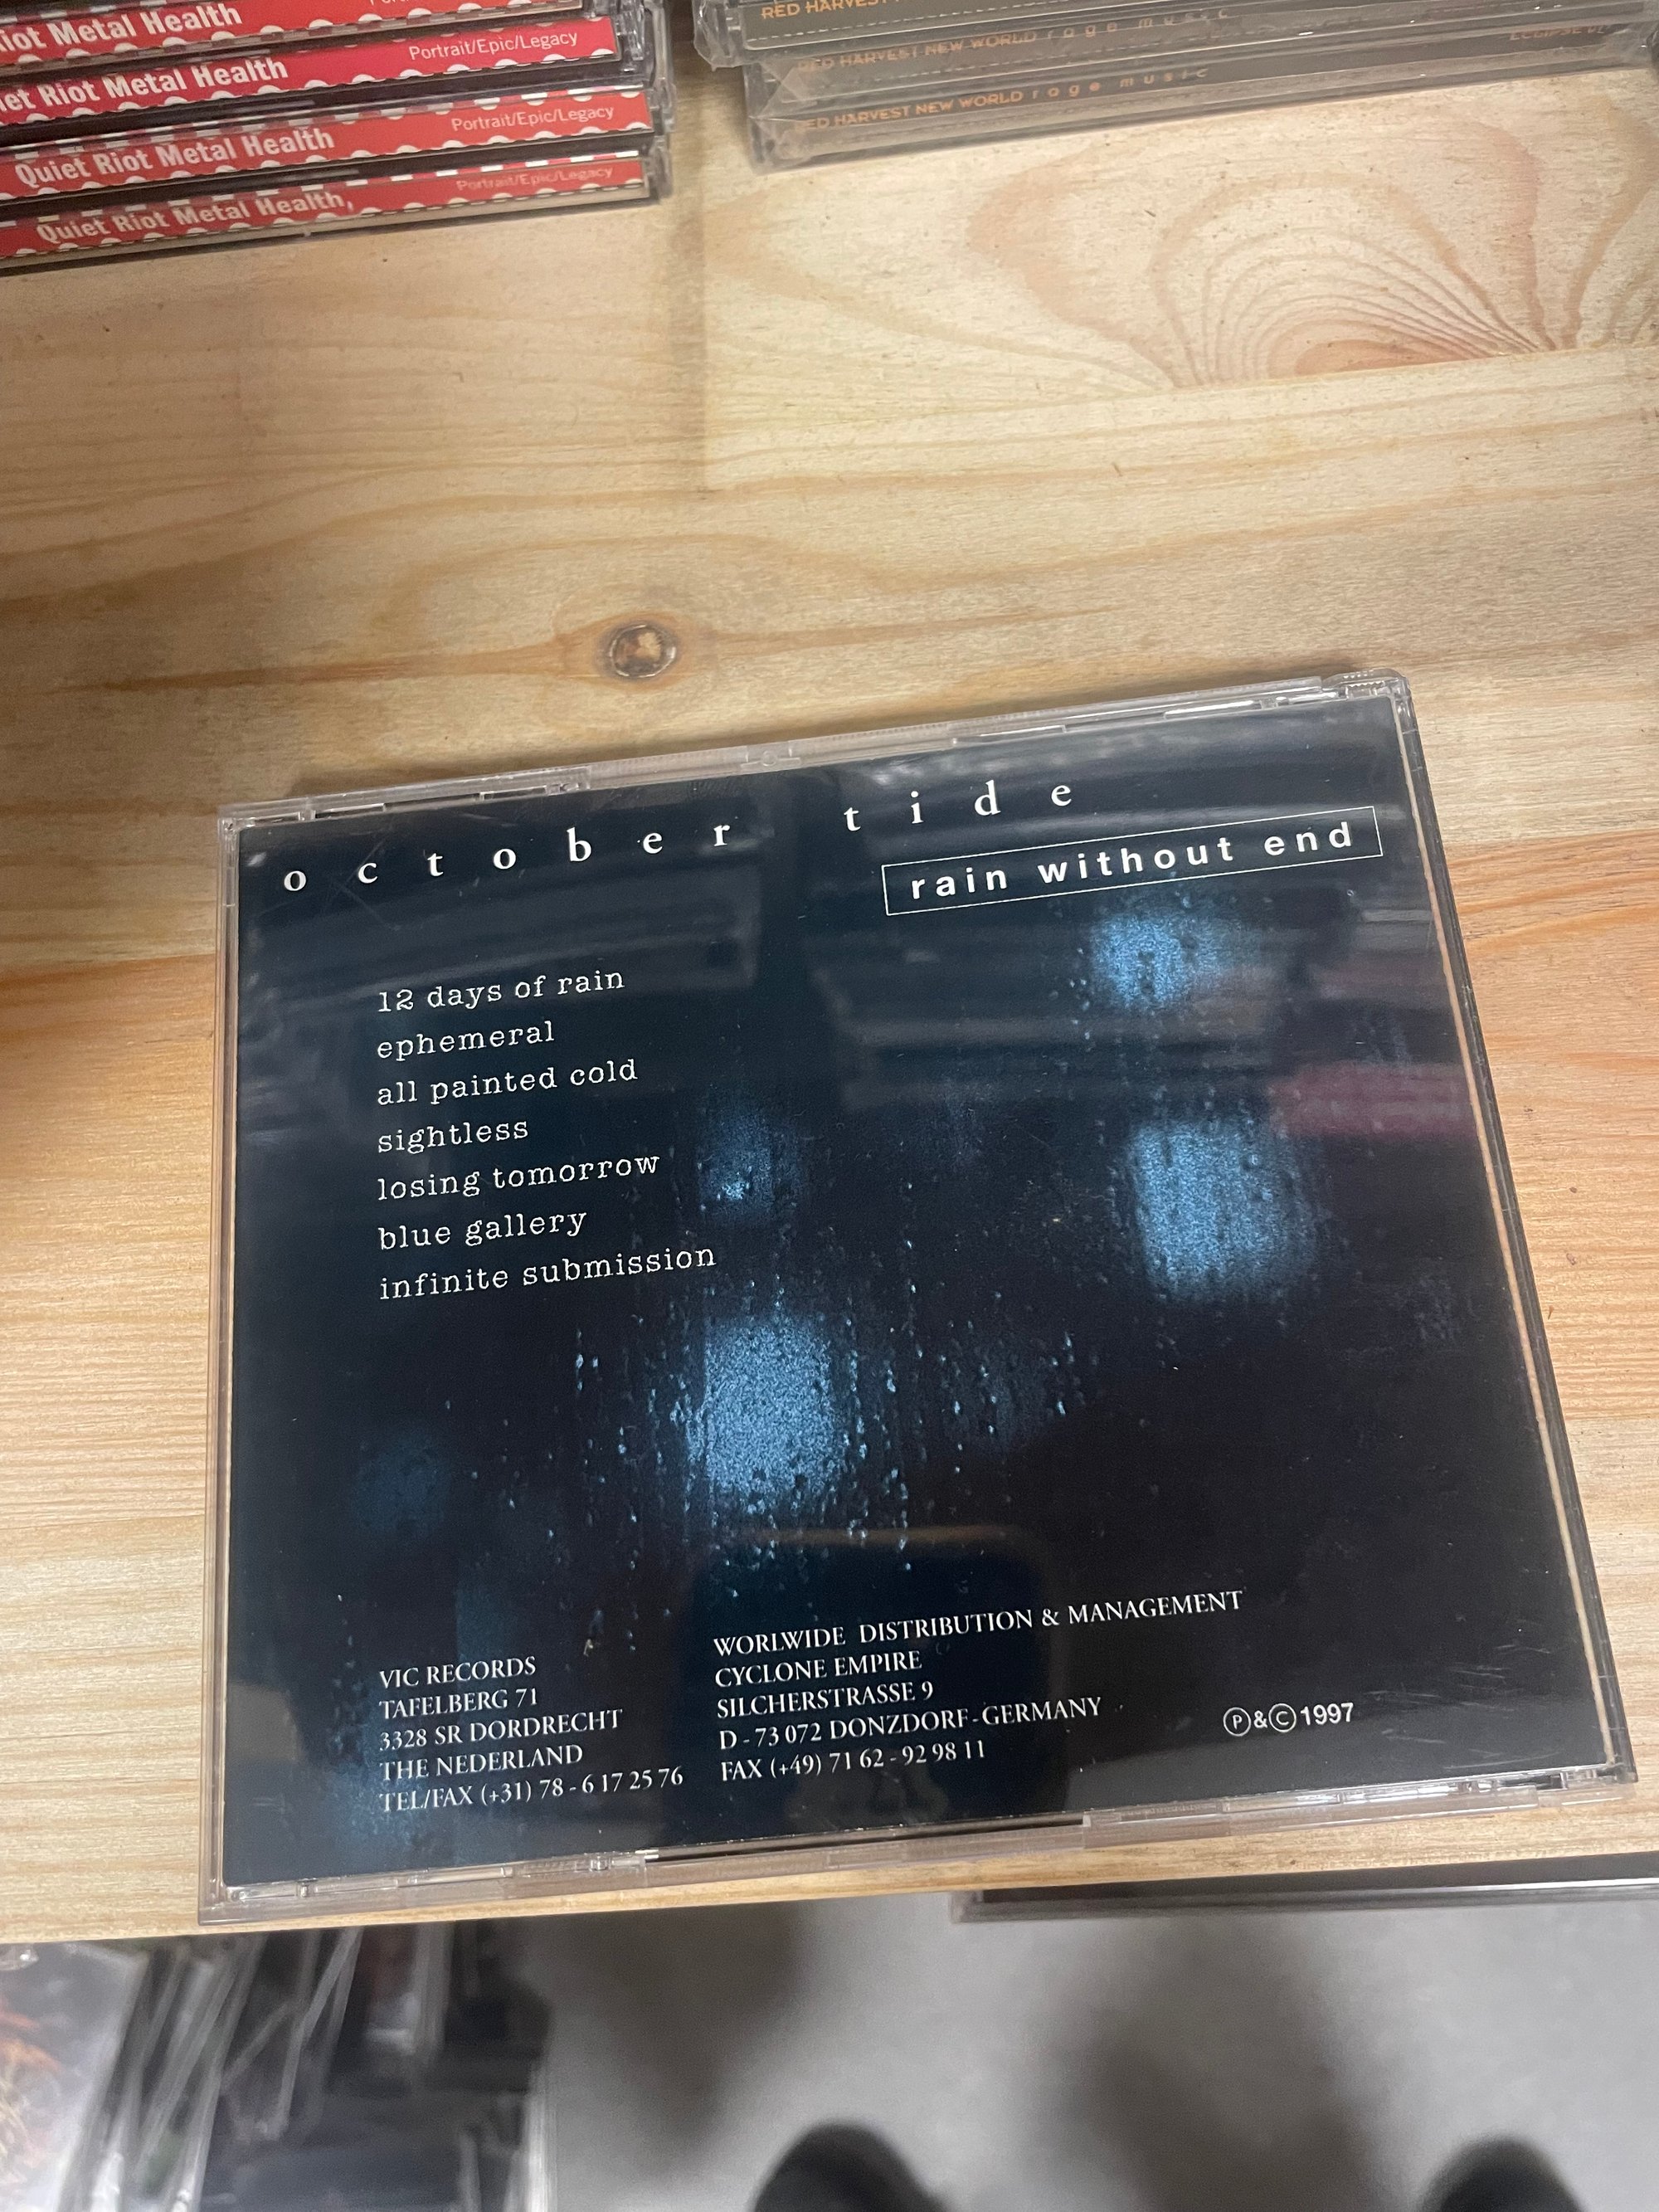 Riot Metal Health
Riot Metal Health Portrait/Epic/Legacy
Quiet Riot Metal Health Portrait/Epic/Legacy
Quiet Riot Metal Health, Portrait/Epic/Legacy
RED HARVEST
RED HARVEST NEW WORLD rage music
RED HARVEST NEW WORLD rage music
october tide
rain without end
12 days of rain
ephemeral
all painted cold
sightless
losing tomorrow
blue gallery
infinite submission
VIC RECORDS
TAFELBERG 71
3328 SR DORDRECHT
THE NEDERLAND
TEL/FAX (+31) 78 - 6 17 25 76
WORLWIDE DISTRIBUTION & MANAGEMENT
CYCLONE EMPIRE
SILCHERSTRASSE 9
D - 73 072 DONZDORF - GERMANY
FAX (+49) 71 62 - 92 98 11
Ⓟ&© 1997